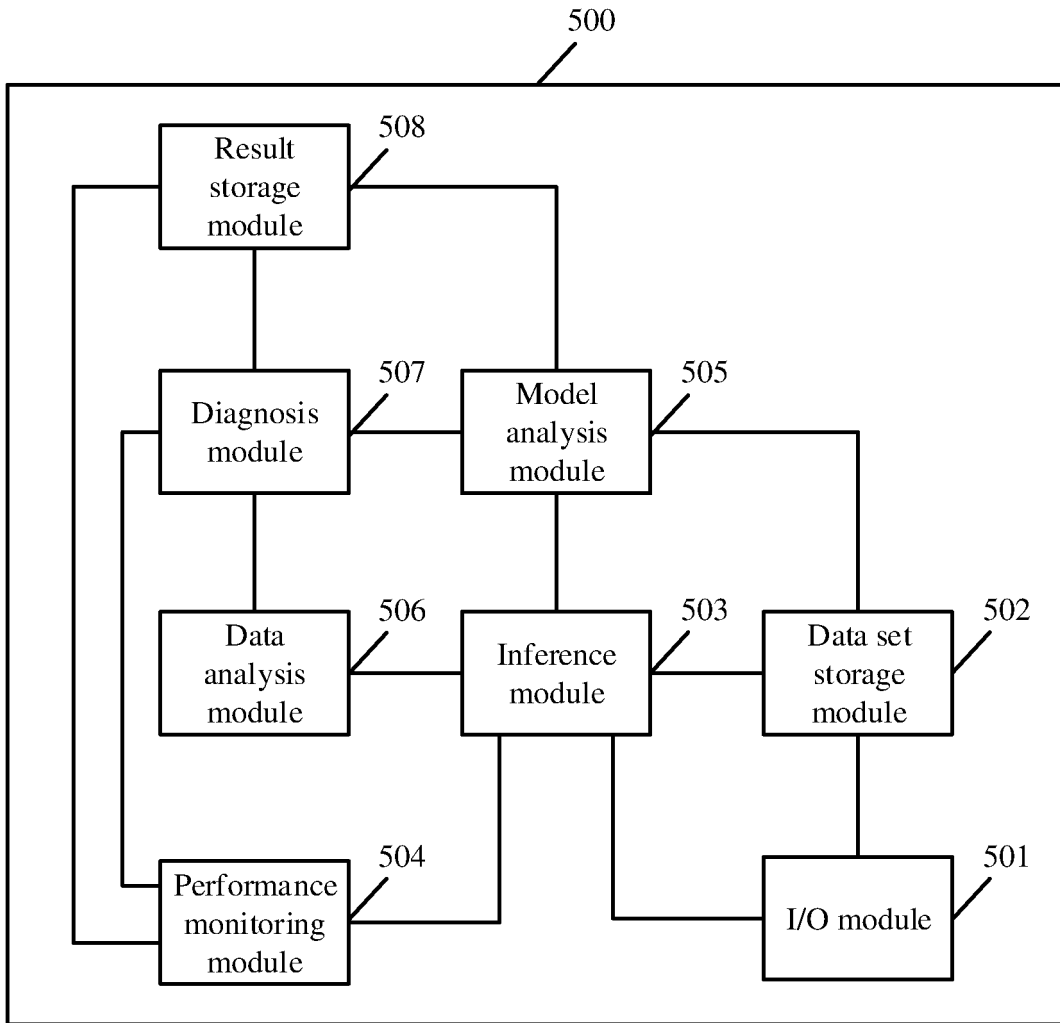 500
508
Result
storage
module
507
Diagnosis
module
505
Model
analysis
module
506
Data
analysis
module
503
Inference
module
502
Data set
storage
module
504
Performance
monitoring
module
501
I/O module